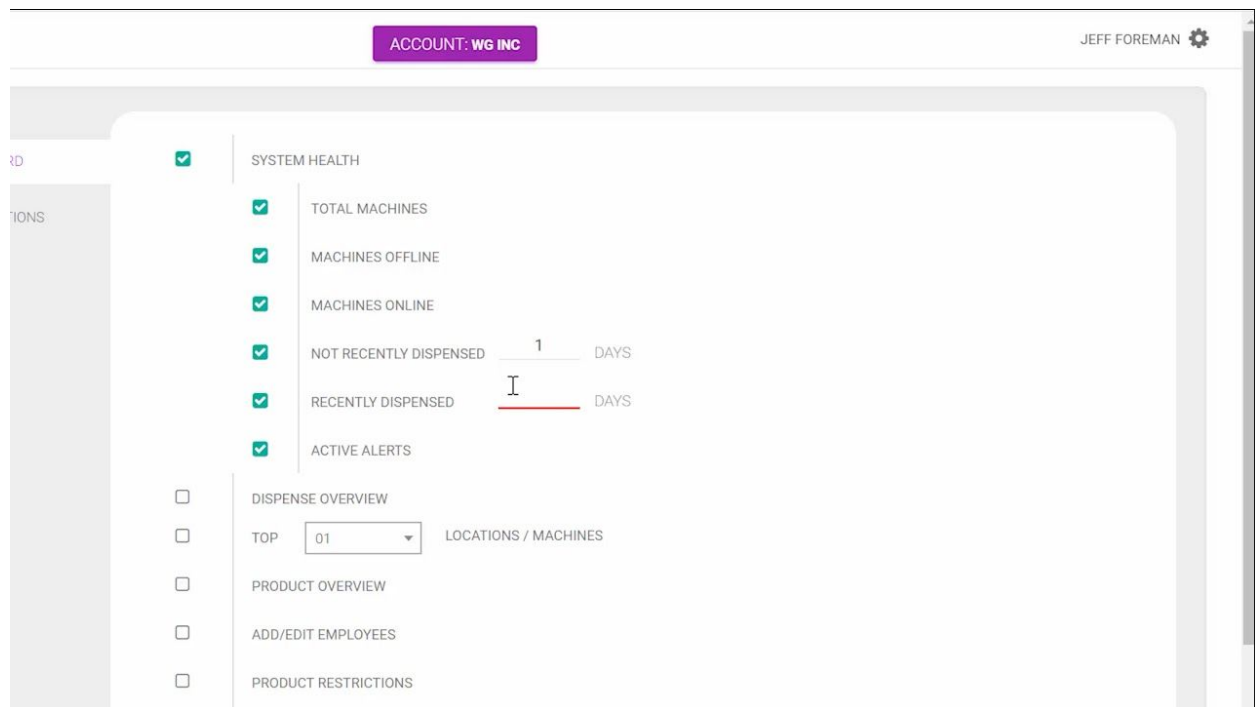 ACCOUNT: WG INC
JEFF FOREMAN
RD
TIONS
SYSTEM HEALTH
TOTAL MACHINES
MACHINES OFFLINE
MACHINES ONLINE
NOT RECENTLY DISPENSED 1 DAYS
RECENTLY DISPENSED DAYS
ACTIVE ALERTS
DISPENSE OVERVIEW
TOP 01 LOCATIONS / MACHINES
PRODUCT OVERVIEW
ADD/EDIT EMPLOYEES
PRODUCT RESTRICTIONS